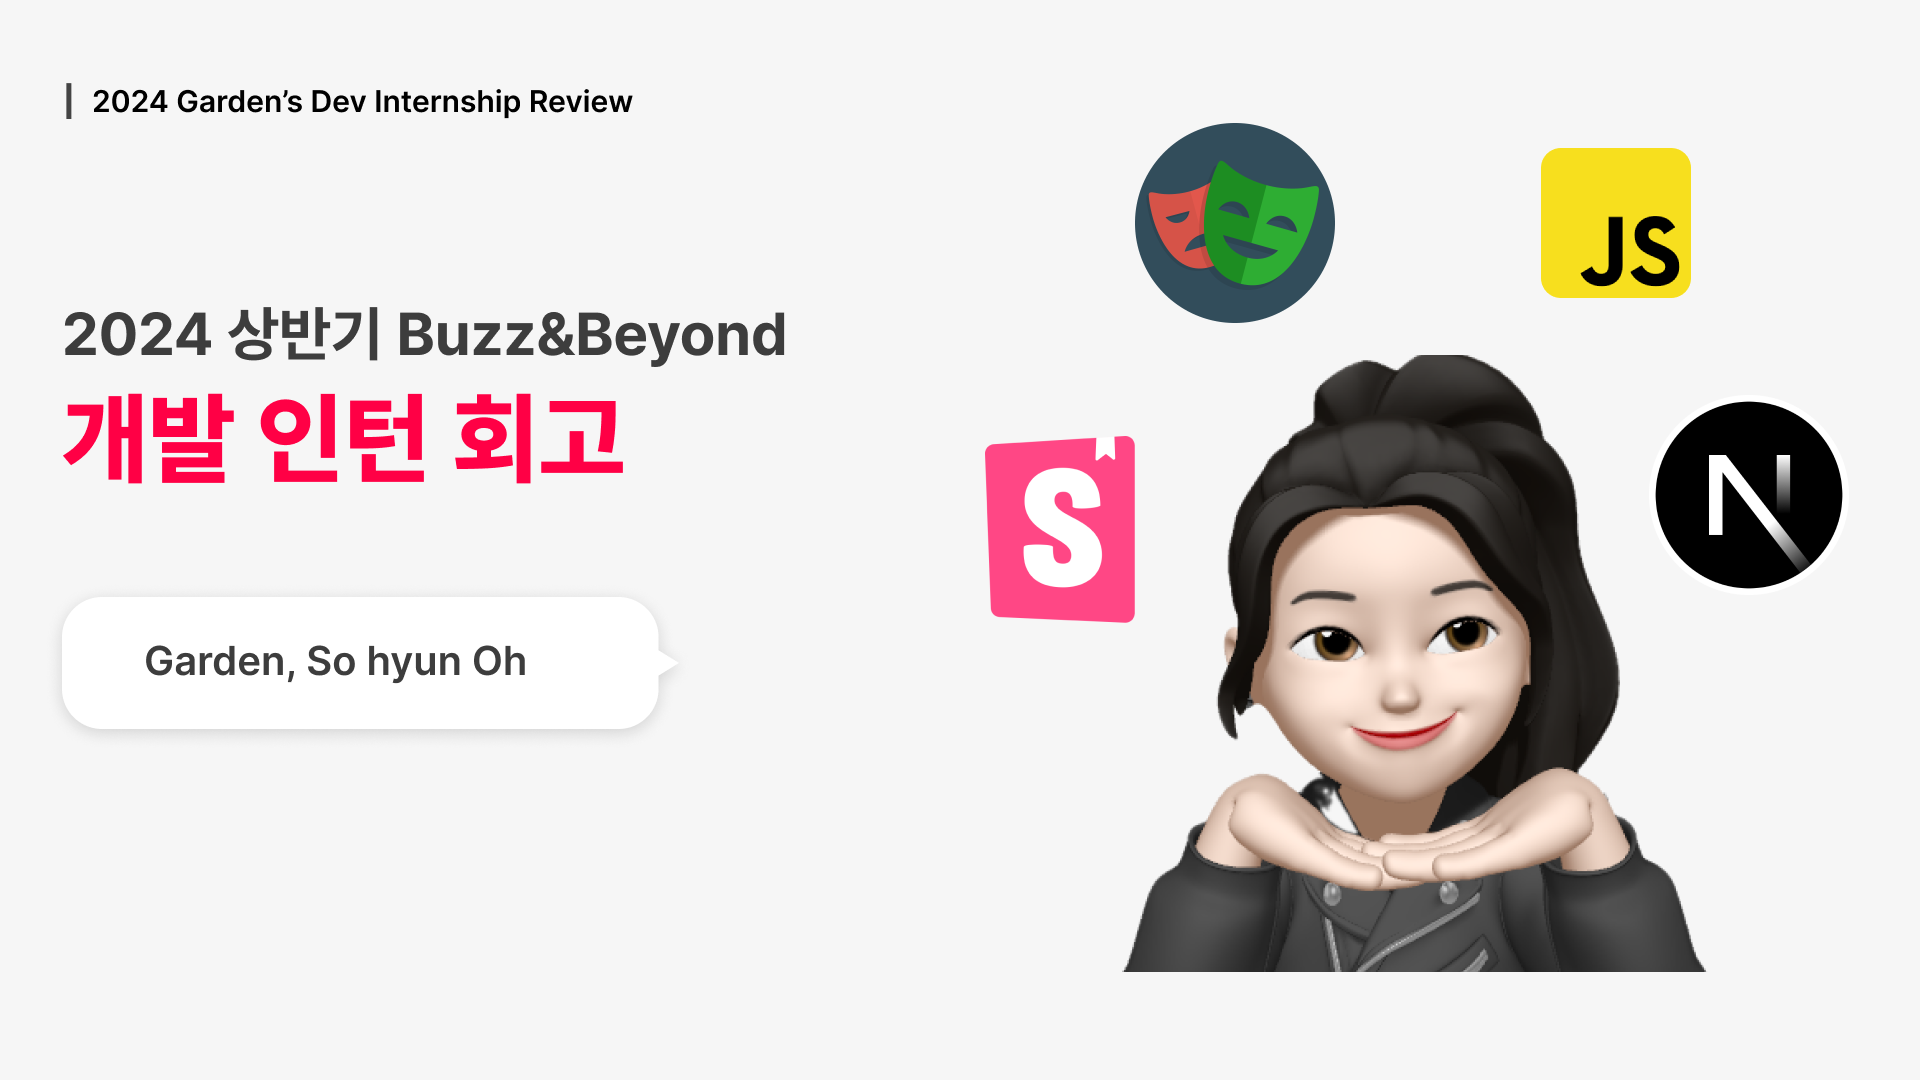 2024 Garden’s Dev Internship Review
2024 상반기 Buzz&Beyond
개발 인턴 회고
Garden, So hyun Oh
JS
S
N